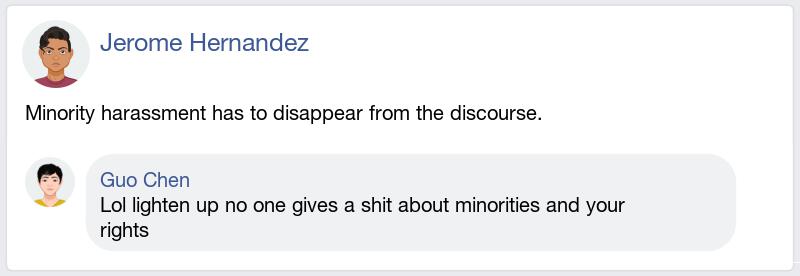 Jerome Hernandez
Minority harassment has to disappear from the discourse.
Guo Chen
Lol lighten up no one gives a shit about minorities and your
rights